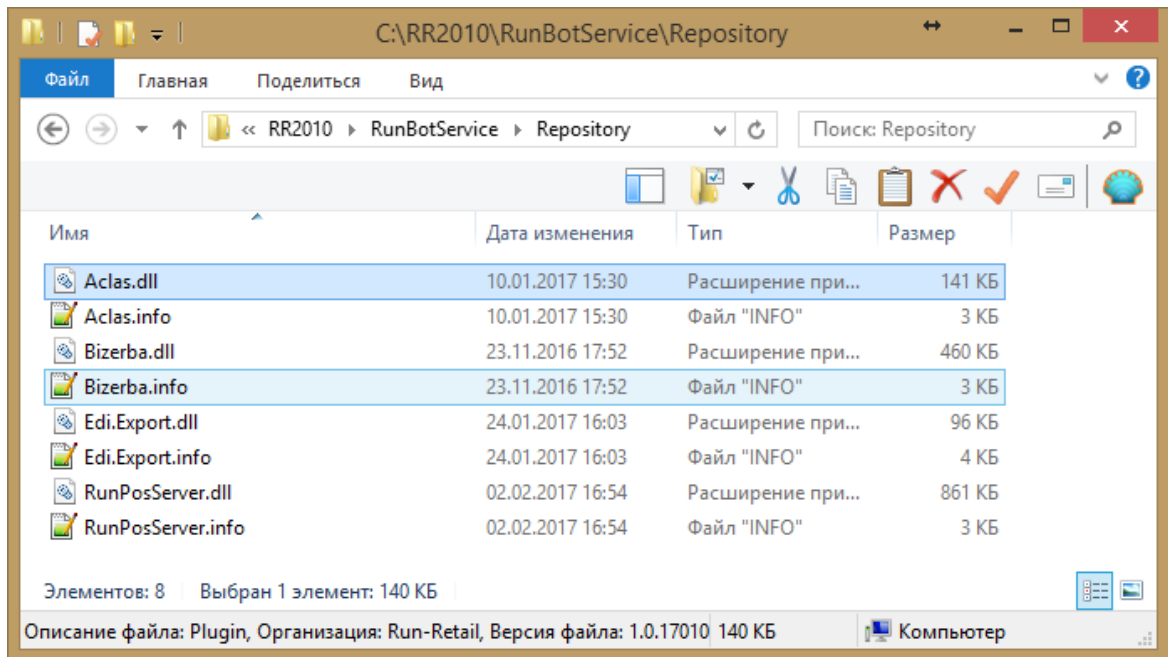 C:\RR2010\RunBotService\Repository
Файл Главная Поделиться Вид
« RR2010 RunBotService Repository Поиск: Repository
Имя Дата изменения Тип Размер
Aclas.dll 10.01.2017 15:30 Расширение при... 141 КБ
Aclas.info 10.01.2017 15:30 Файл "INFO" 3 КБ
Bizerba.dll 23.11.2016 17:52 Расширение при... 460 КБ
Bizerba.info 23.11.2016 17:52 Файл "INFO" 3 КБ
Edi.Export.dll 24.01.2017 16:03 Расширение при... 96 КБ
Edi.Export.info 24.01.2017 16:03 Файл "INFO" 4 КБ
RunPosServer.dll 02.02.2017 16:54 Расширение при... 861 КБ
RunPosServer.info 02.02.2017 16:54 Файл "INFO" 3 КБ
Элементов: 8 Выбран 1 элемент: 140 КБ
Описание файла: Plugin, Организация: Run-Retail, Версия файла: 1.0.17010 140 КБ Компьютер